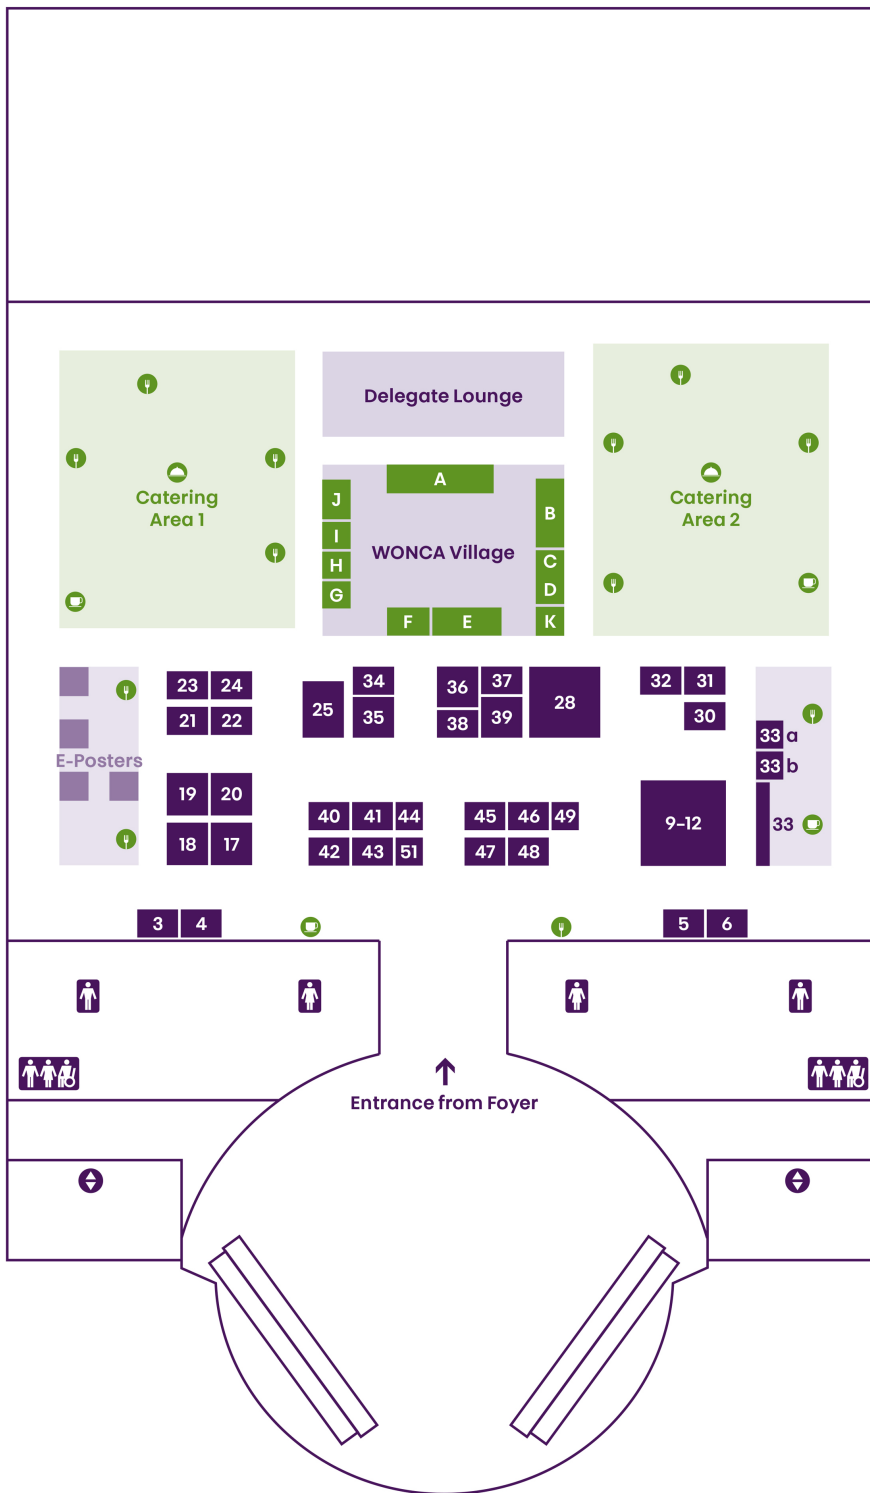 Delegate Lounge
Catering
Area 1
Catering
Area 2
A
J
B
I
WONCA Village
H
C
G
D
F
E
K
23
24
34
36
37
32
31
25
28
21
22
35
38
39
30
33 a
E-Posters
33 b
19
20
40
41
44
45
46
49
9-12
33
18
17
42
43
51
47
48
3
4
5
6
Entrance from Foyer